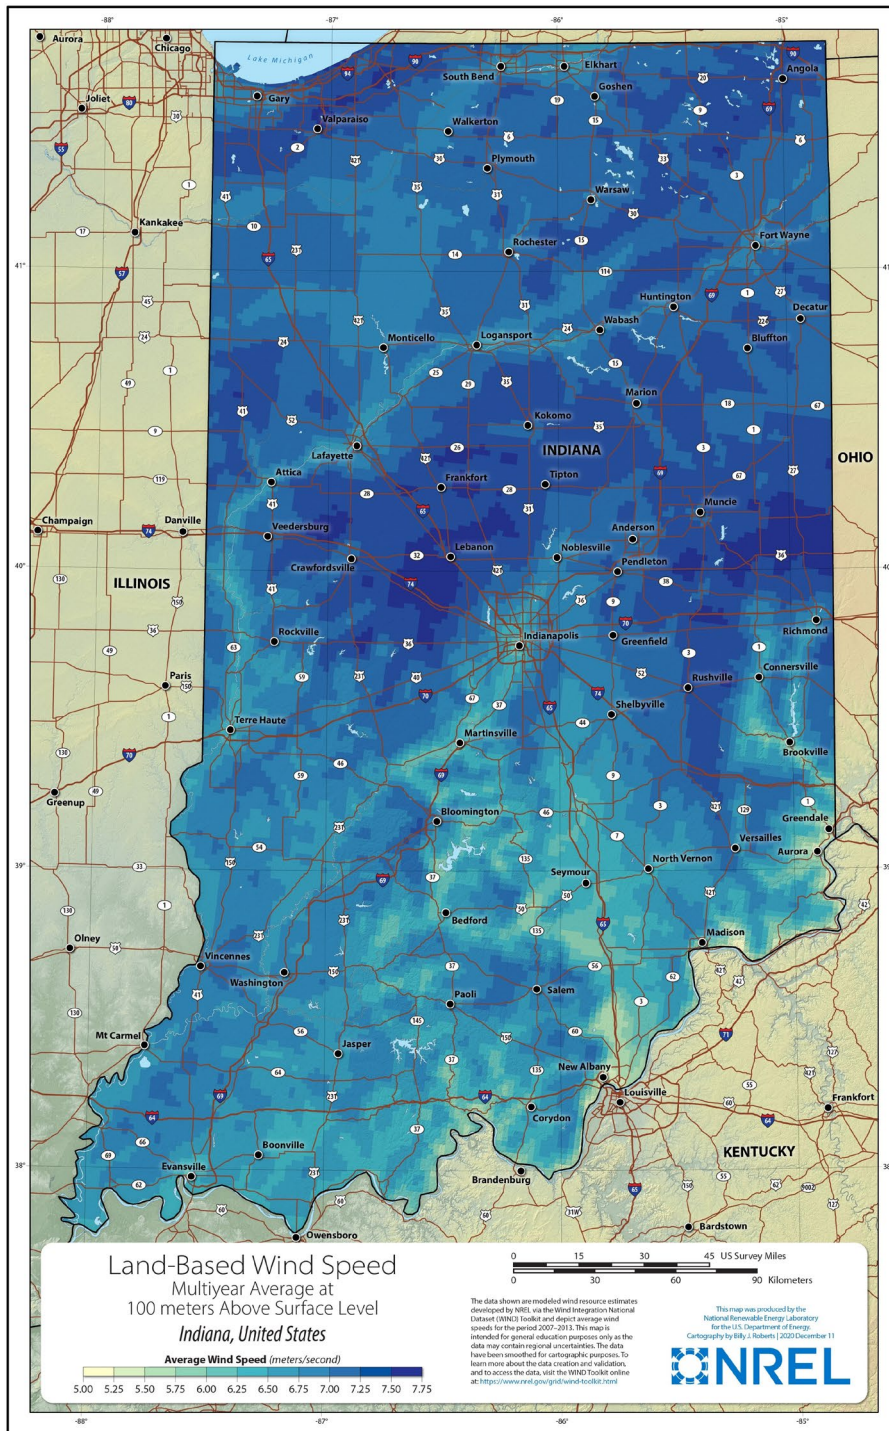 -88°
-87°
-86°
-85°
Aurora
Chicago
Lake Michigan
South Bend
Elkhart
Angola
Joliet
Gary
Goshen
Valparaiso
Walkerton
Plymouth
Warsaw
Kankakee
Rochester
Fort Wayne
41°
41°
Huntington
Decatur
Monticello
Logansport
Wabash
Bluffton
Marion
Kokomo
INDIANA
OHIO
Lafayette
Attica
Frankfort
Tipton
Muncie
Champaign
Danville
Veedersburg
Anderson
Crawfordsville
Lebanon
Noblesville
Pendleton
40°
40°
ILLINOIS
Rockville
Indianapolis
Greenfield
Richmond
Connersville
Paris
Rushville
Shelbyville
Terre Haute
Martinsville
Brookville
Greenup
Bloomington
Greendale
Versailles
Aurora
39°
39°
Seymour
North Vernon
Bedford
Olney
Madison
Vincennes
Washington
Paoli
Salem
Mt Carmel
Jasper
New Albany
Louisville
Corydon
Frankfort
Boonville
KENTUCKY
38°
38°
Evansville
Brandenburg
Owensboro
Bardstown
Land-Based Wind Speed
Multiyear Average at
100 meters Above Surface Level
Indiana, United States
Average Wind Speed (meters/second)
5.00 5.25 5.50 5.75 6.00 6.25 6.50 6.75 7.00 7.25 7.50 7.75
0 15 30 45 US Survey Miles
0 30 60 90 Kilometers
The data shown are modeled wind resource estimates
developed by NREL via the Wind Integration National
Dataset (WIND) Toolkit and depict average wind
speeds for the period 2007–2013. This map is
intended for general education purposes only as the
data may contain regional uncertainties. The data
have been smoothed for cartographic purposes. To
learn more about the data creation and validation,
and to access the data, visit the WIND Toolkit online
at: https://www.nrel.gov/grid/wind-toolkit.html
This map was produced by the
National Renewable Energy Laboratory
for the U.S. Department of Energy.
Cartography by Billy J. Roberts | 2020 December 11
NREL
-88°
-87°
-86°
-85°